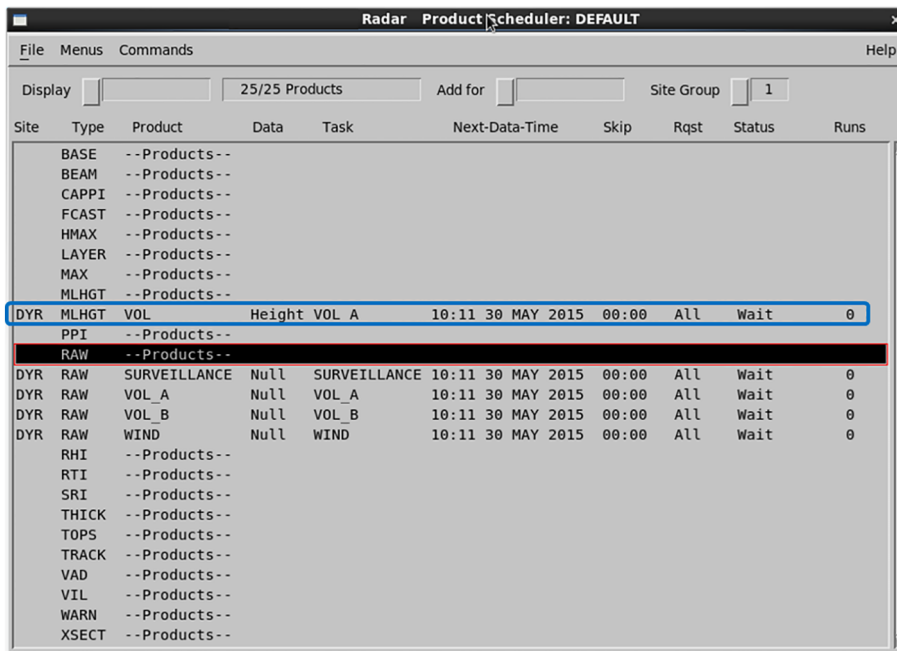 Radar Product Scheduler: DEFAULT
File Menus Commands Help
Display 25/25 Products Add for Site Group 1
Site Type Product Data Task Next-Data-Time Skip Rqst Status Runs
BASE --Products--
BEAM --Products--
CAPPI --Products--
FCAST --Products--
HMAX --Products--
LAYER --Products--
MAX --Products--
MLHGT --Products--
DYR MLHGT VOL Height VOL A 10:11 30 MAY 2015 00:00 All Wait 0
PPI --Products--
RAW --Products--
DYR RAW SURVEILLANCE Null SURVEILLANCE 10:11 30 MAY 2015 00:00 All Wait 0
DYR RAW VOL_A Null VOL_A 10:11 30 MAY 2015 00:00 All Wait 0
DYR RAW VOL_B Null VOL_B 10:11 30 MAY 2015 00:00 All Wait 0
DYR RAW WIND Null WIND 10:11 30 MAY 2015 00:00 All Wait 0
RHI --Products--
RTI --Products--
SRI --Products--
THICK --Products--
TOPS --Products--
TRACK --Products--
VAD --Products--
VIL --Products--
WARN --Products--
XSECT --Products--